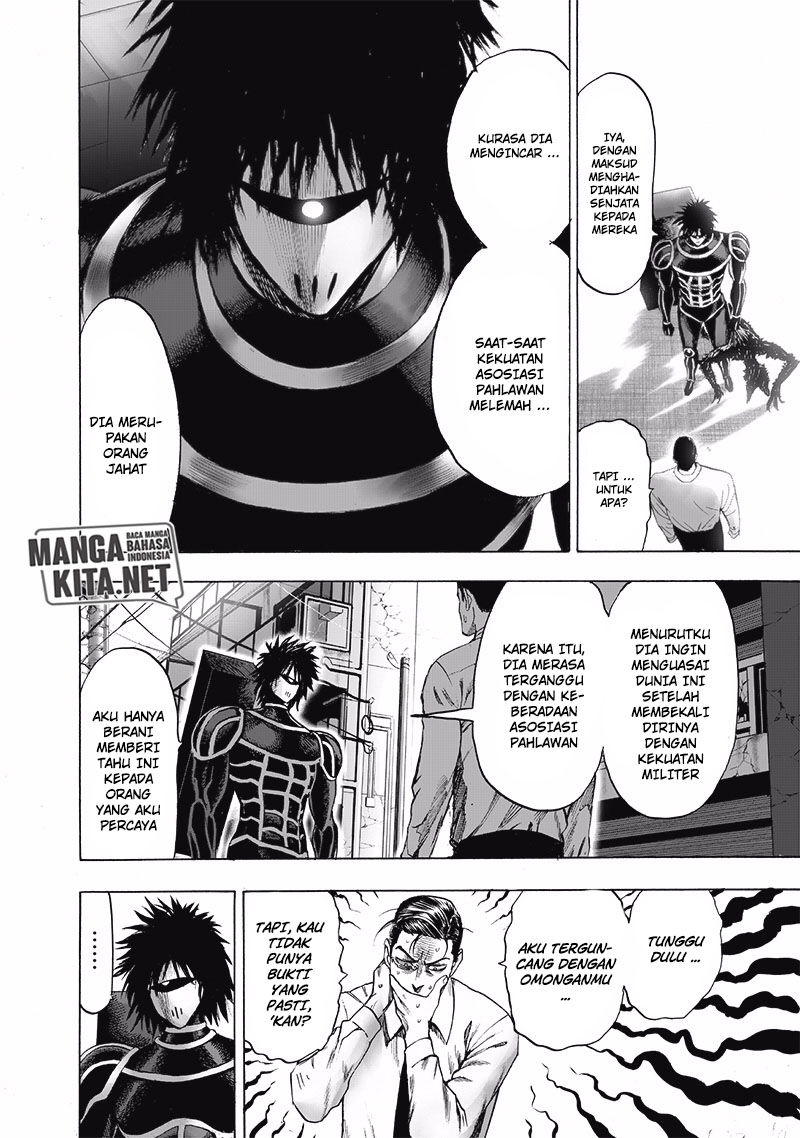 IYA,
DENGAN
MAKSUD
MENGHA-
DIAHKAN
SENJATA
KEPADA
MEREKA
TAPI ...
UNTUK
APA?
KURASA DIA
MENGINCAR ...
SAAT-SAAT
KEKUATAN
ASOSIASI
PAHLAWAN
MELEMAH ...
DIA MERU-
PAKAN
ORANG
JAHAT
MANGA
KITA.NET
BACA MANGA
BAHASA
INDONESIA
MENURUTKU
DIA INGIN
MENGUASAI
DUNIA INI
SETELAH
MEMBEKALI
DIRINYA
DENGAN
KEKUATAN
MILITER
KARENA ITU,
DIA MERASA
TERGANGGU
DENGAN KE-
BERADAAN
ASOSIASI
PAHLAWAN
AKU HANYA
BERANI
MEMBERI
TAHU INI
KEPADA
ORANG
YANG AKU
PERCAYA
TUNGGU
DULU ...
AKU TERGUN-
CANG DENGAN
OMONGANMU
...
TAPI, KAU
TIDAK
PUNYA
BUKTI
YANG
PASTI,
'KAN?
......